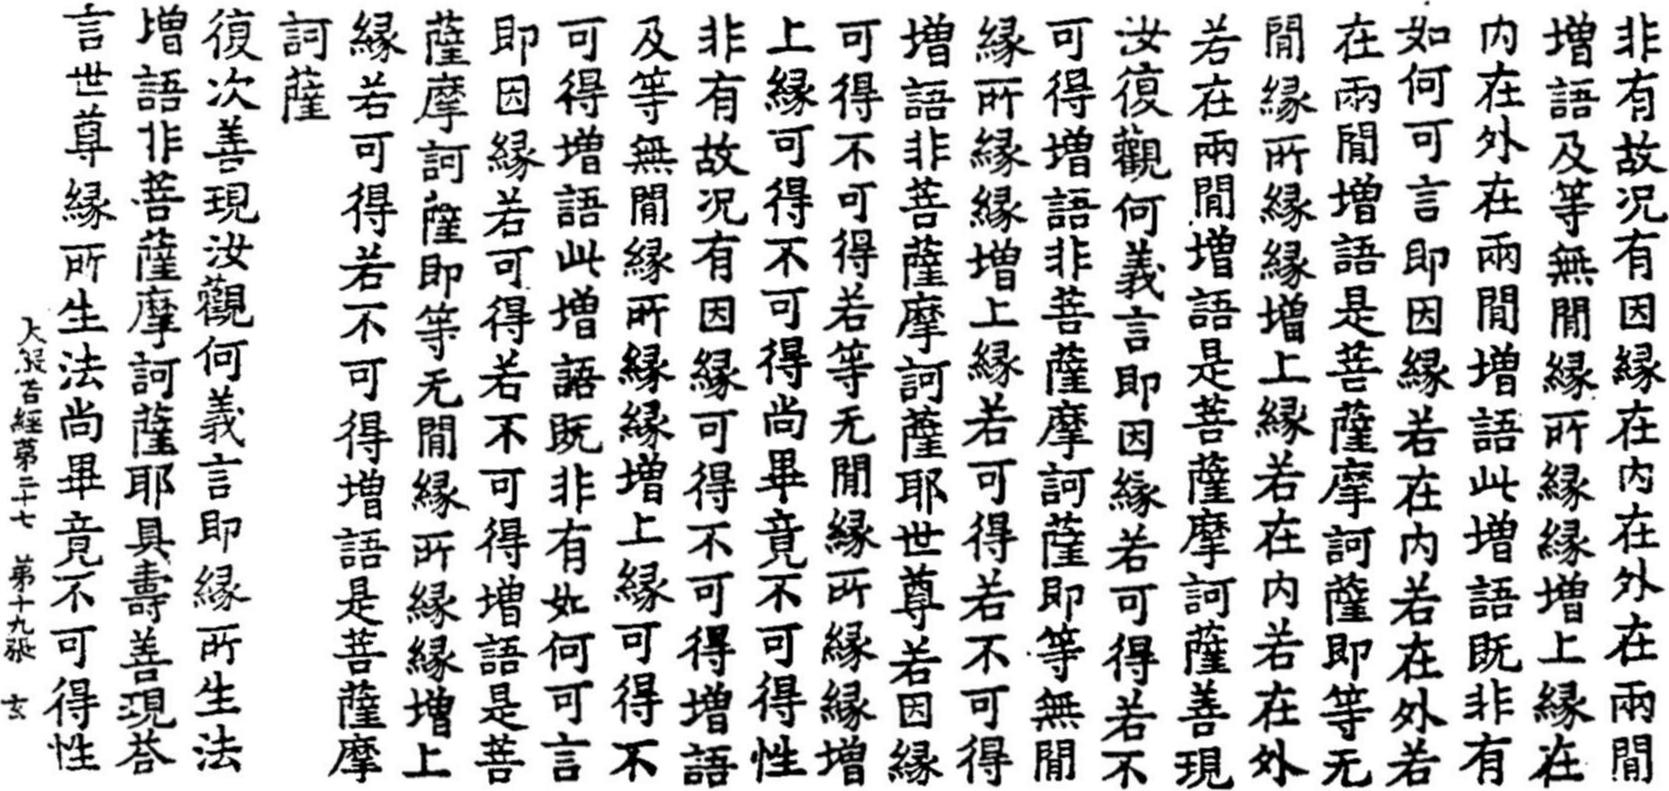 非有故况有因緣在内在外在兩閒
增語及等無閒緣所緣緣增上緣在
内在外在兩閒增語此增語既非有
如何可言即因緣若在内若在外若
在兩閒增語是菩薩摩訶薩即等无
閒緣所緣緣增上緣若在内若在外
若在兩閒增語是菩薩摩訶薩善現
汝復觀何義言即因緣若可得若不
可得增語非菩薩摩訶薩即等無閒
緣所緣緣增上緣若可得若不可得
增語非菩薩摩訶薩耶世尊若因緣
可得不可得若等无閒緣所緣緣增
上緣可得不可得尚畢竟不可得性
非有故况有因緣可得不可得增語
及等無閒緣所緣緣增上緣可得不
可得增語此增語既非有如何可言
即因緣若可得若不可得增語是菩
薩摩訶薩即等无閒緣所緣緣增上
緣若可得若不可得增語是菩薩摩
訶薩
復次善現汝觀何義言即緣所生法
增語非菩薩摩訶薩耶具壽善現荅
言世尊緣所生法尚畢竟不可得性
大般若經第二十七 第十九張 玄